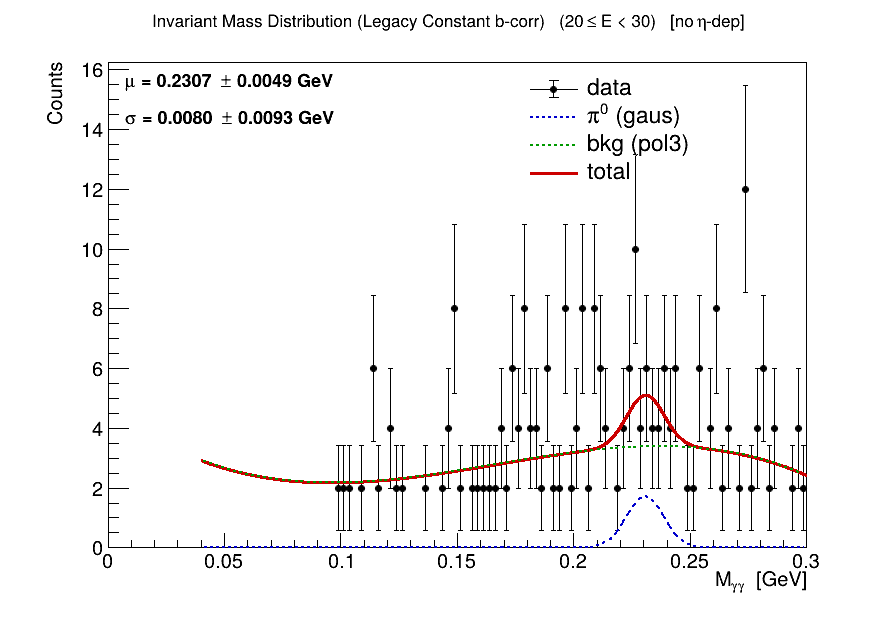 Invariant Mass Distribution (Legacy Constant b-corr) (20 ≤ E < 30) [no η-dep]
μ = 0.2307 ± 0.0049 GeV
σ = 0.0080 ± 0.0093 GeV
data
π⁰ (gaus)
bkg (pol3)
total
Counts
16
14
12
10
8
6
4
2
0
0 0.05 0.1 0.15 0.2 0.25 0.3
Mγγ [GeV]